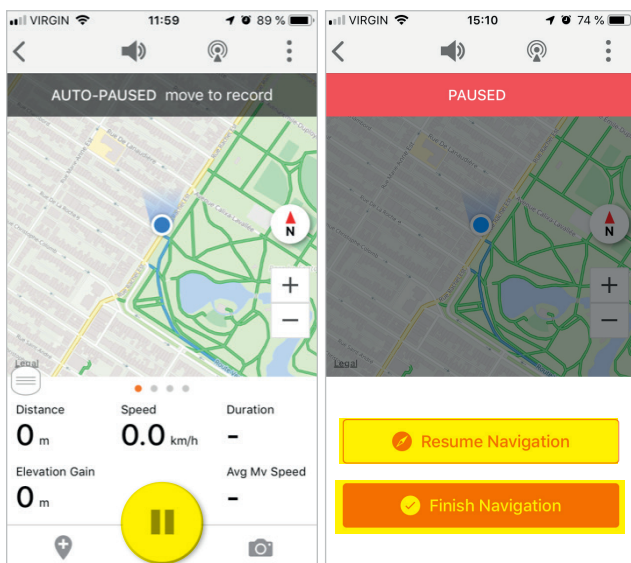 VIRGIN 11:59 89 %
AUTO-PAUSED move to record
N
+
−
Legal
Distance Speed Duration
0 m 0.0 km/h -
Elevation Gain Avg Mv Speed
0 m -
VIRGIN 15:10 74 %
PAUSED
N
+
−
Legal
Resume Navigation
Finish Navigation